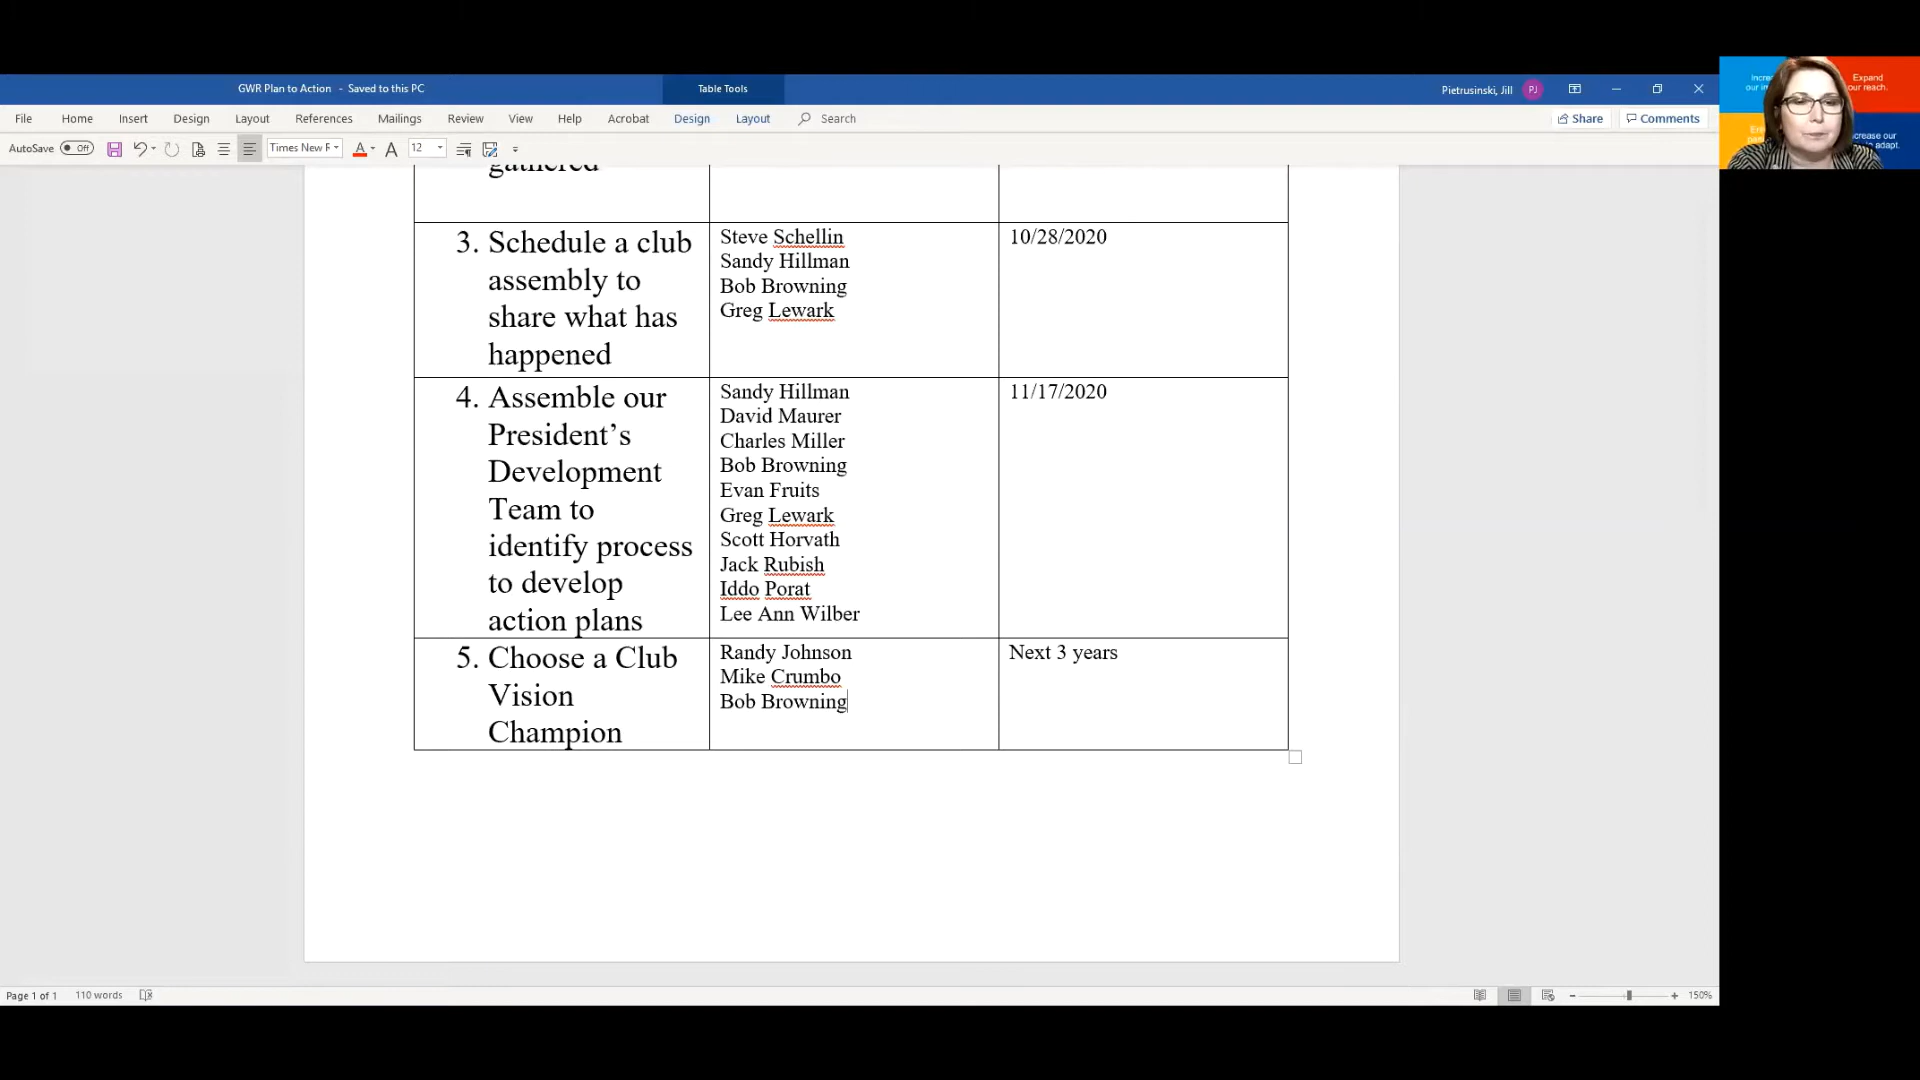 GWR Plan to Action - Saved to this PC
Table Tools
Pietrusinski, Jill PJ
File Home Insert Design Layout References Mailings Review View Help Acrobat Design Layout Search
Share Comments
AutoSave Off Times New F A A 12
Expand
our reach.
gathered
3. Schedule a club
assembly to
share what has
happened
Steve Schellin
Sandy Hillman
Bob Browning
Greg Lewark
10/28/2020
4. Assemble our
President’s
Development
Team to
identify process
to develop
action plans
Sandy Hillman
David Maurer
Charles Miller
Bob Browning
Evan Fruits
Greg Lewark
Scott Horvath
Jack Rubish
Iddo Porat
Lee Ann Wilber
11/17/2020
5. Choose a Club
Vision
Champion
Randy Johnson
Mike Crumbo
Bob Browning
Next 3 years
Page 1 of 1 110 words
150%